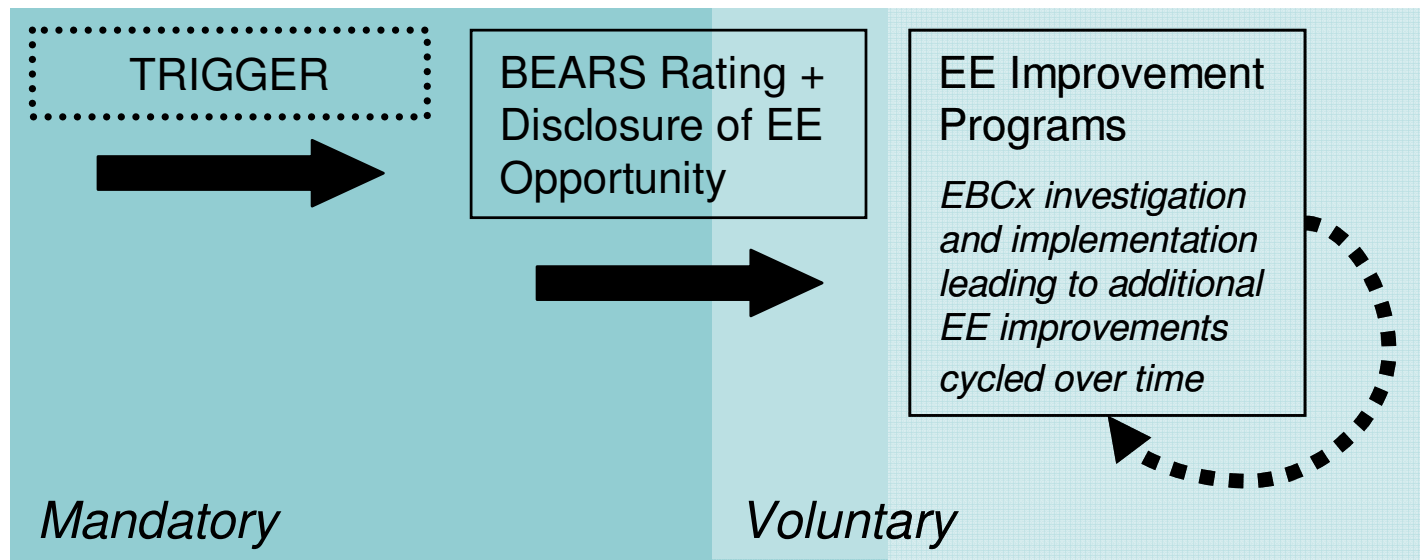 TRIGGER
BEARS Rating +
Disclosure of EE
Opportunity
EE Improvement
Programs
EBCx investigation
and implementation
leading to additional
EE improvements
cycled over time
Mandatory
Voluntary